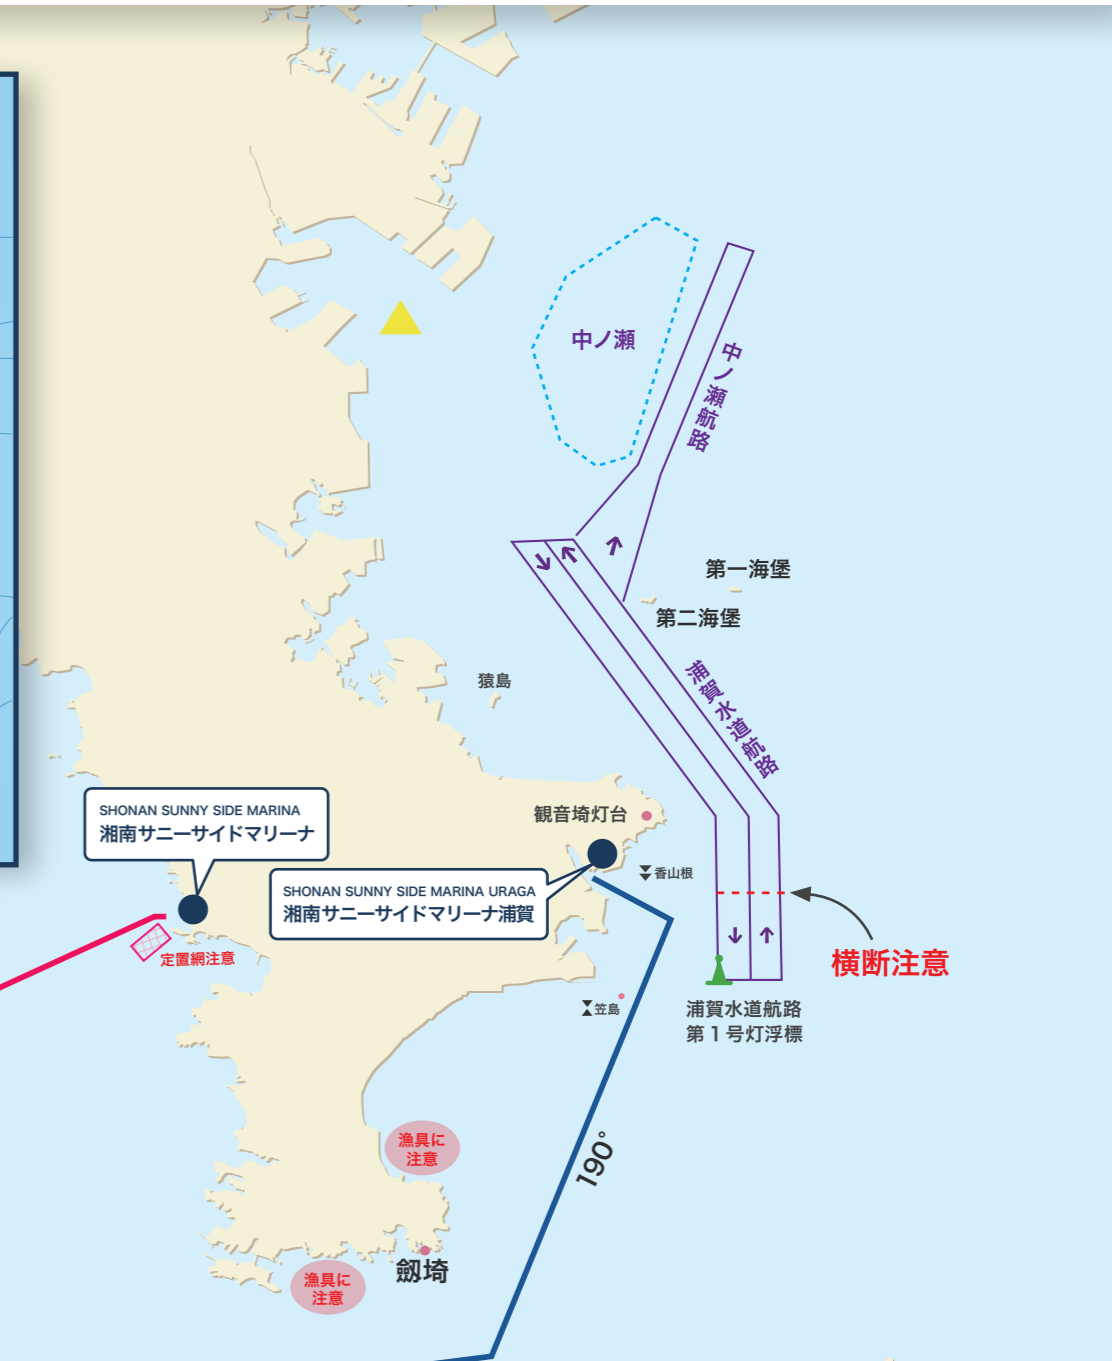 中ノ瀬
中ノ瀬航路
第一海堡
第二海堡
浦賀水道航路
猿島
SHONAN SUNNY SIDE MARINA
湘南サニーサイドマリーナ
観音埼灯台
香山根
SHONAN SUNNY SIDE MARINA URAGA
湘南サニーサイドマリーナ浦賀
定置網注意
横断注意
笠島
浦賀水道航路
第1号灯浮標
190°
漁具に
注意
劔埼
漁具に
注意